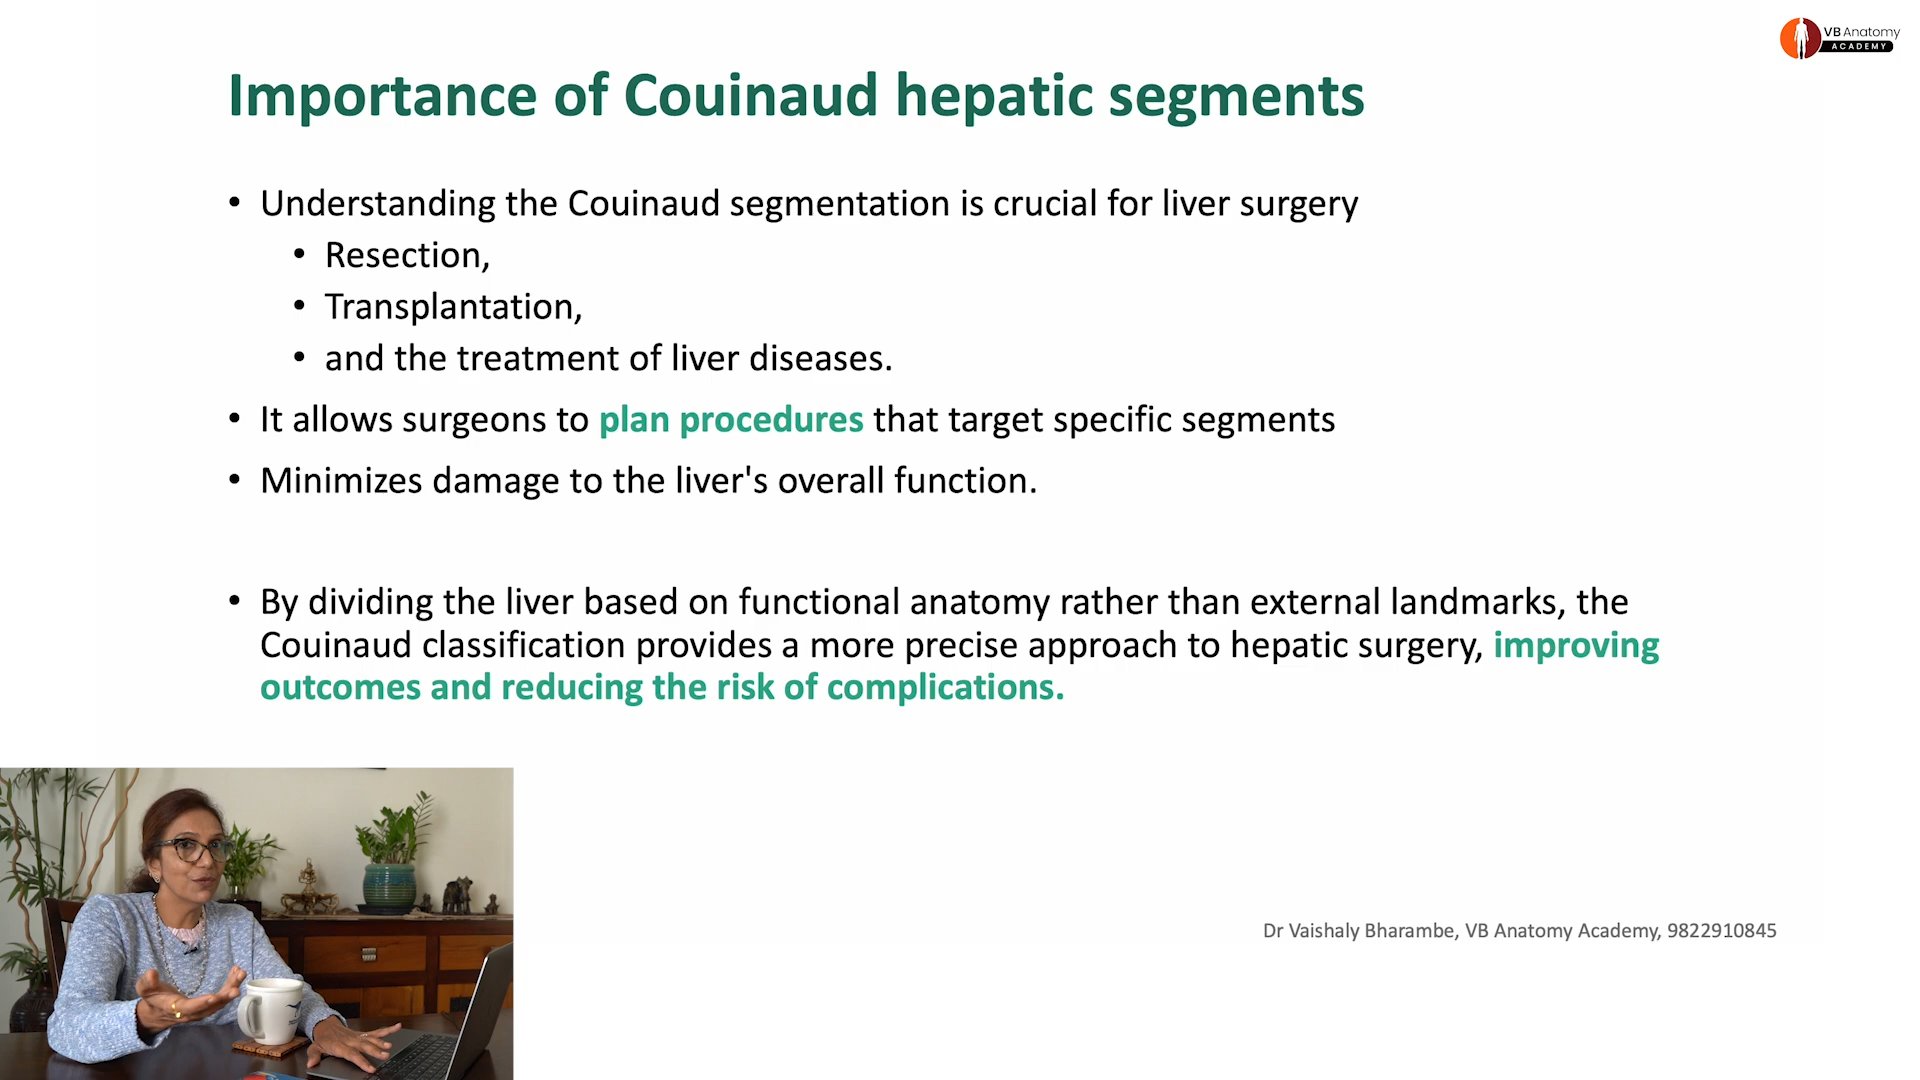 VB Anatomy
ACADEMY
Importance of Couinaud hepatic segments
• Understanding the Couinaud segmentation is crucial for liver surgery
• Resection,
• Transplantation,
• and the treatment of liver diseases.
• It allows surgeons to plan procedures that target specific segments
• Minimizes damage to the liver's overall function.
• By dividing the liver based on functional anatomy rather than external landmarks, the
Couinaud classification provides a more precise approach to hepatic surgery, improving
outcomes and reducing the risk of complications.
Dr Vaishaly Bharambe, VB Anatomy Academy, 9822910845